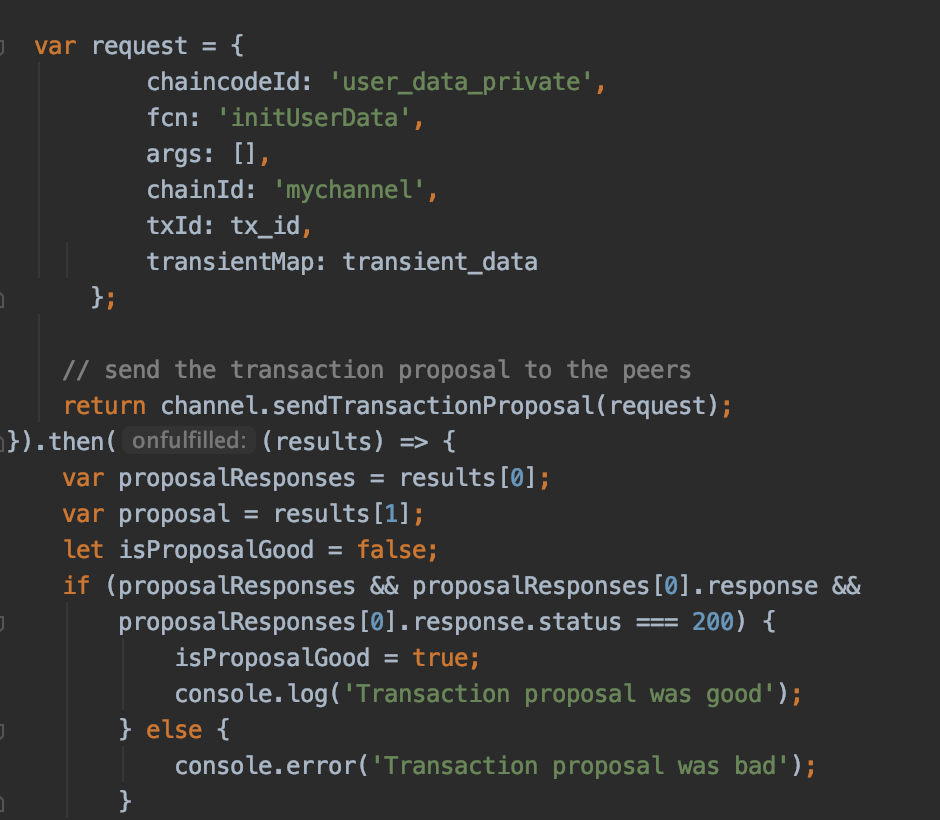 var request = {
chaincodeId: 'user_data_private',
fcn: 'initUserData',
args: [],
chainId: 'mychannel',
txId: tx_id,
transientMap: transient_data
};
// send the transaction proposal to the peers
return channel.sendTransactionProposal(request);
}).then( onfulfilled: (results) => {
var proposalResponses = results[0];
var proposal = results[1];
let isProposalGood = false;
if (proposalResponses && proposalResponses[0].response &&
proposalResponses[0].response.status === 200) {
isProposalGood = true;
console.log('Transaction proposal was good');
} else {
console.error('Transaction proposal was bad');
}